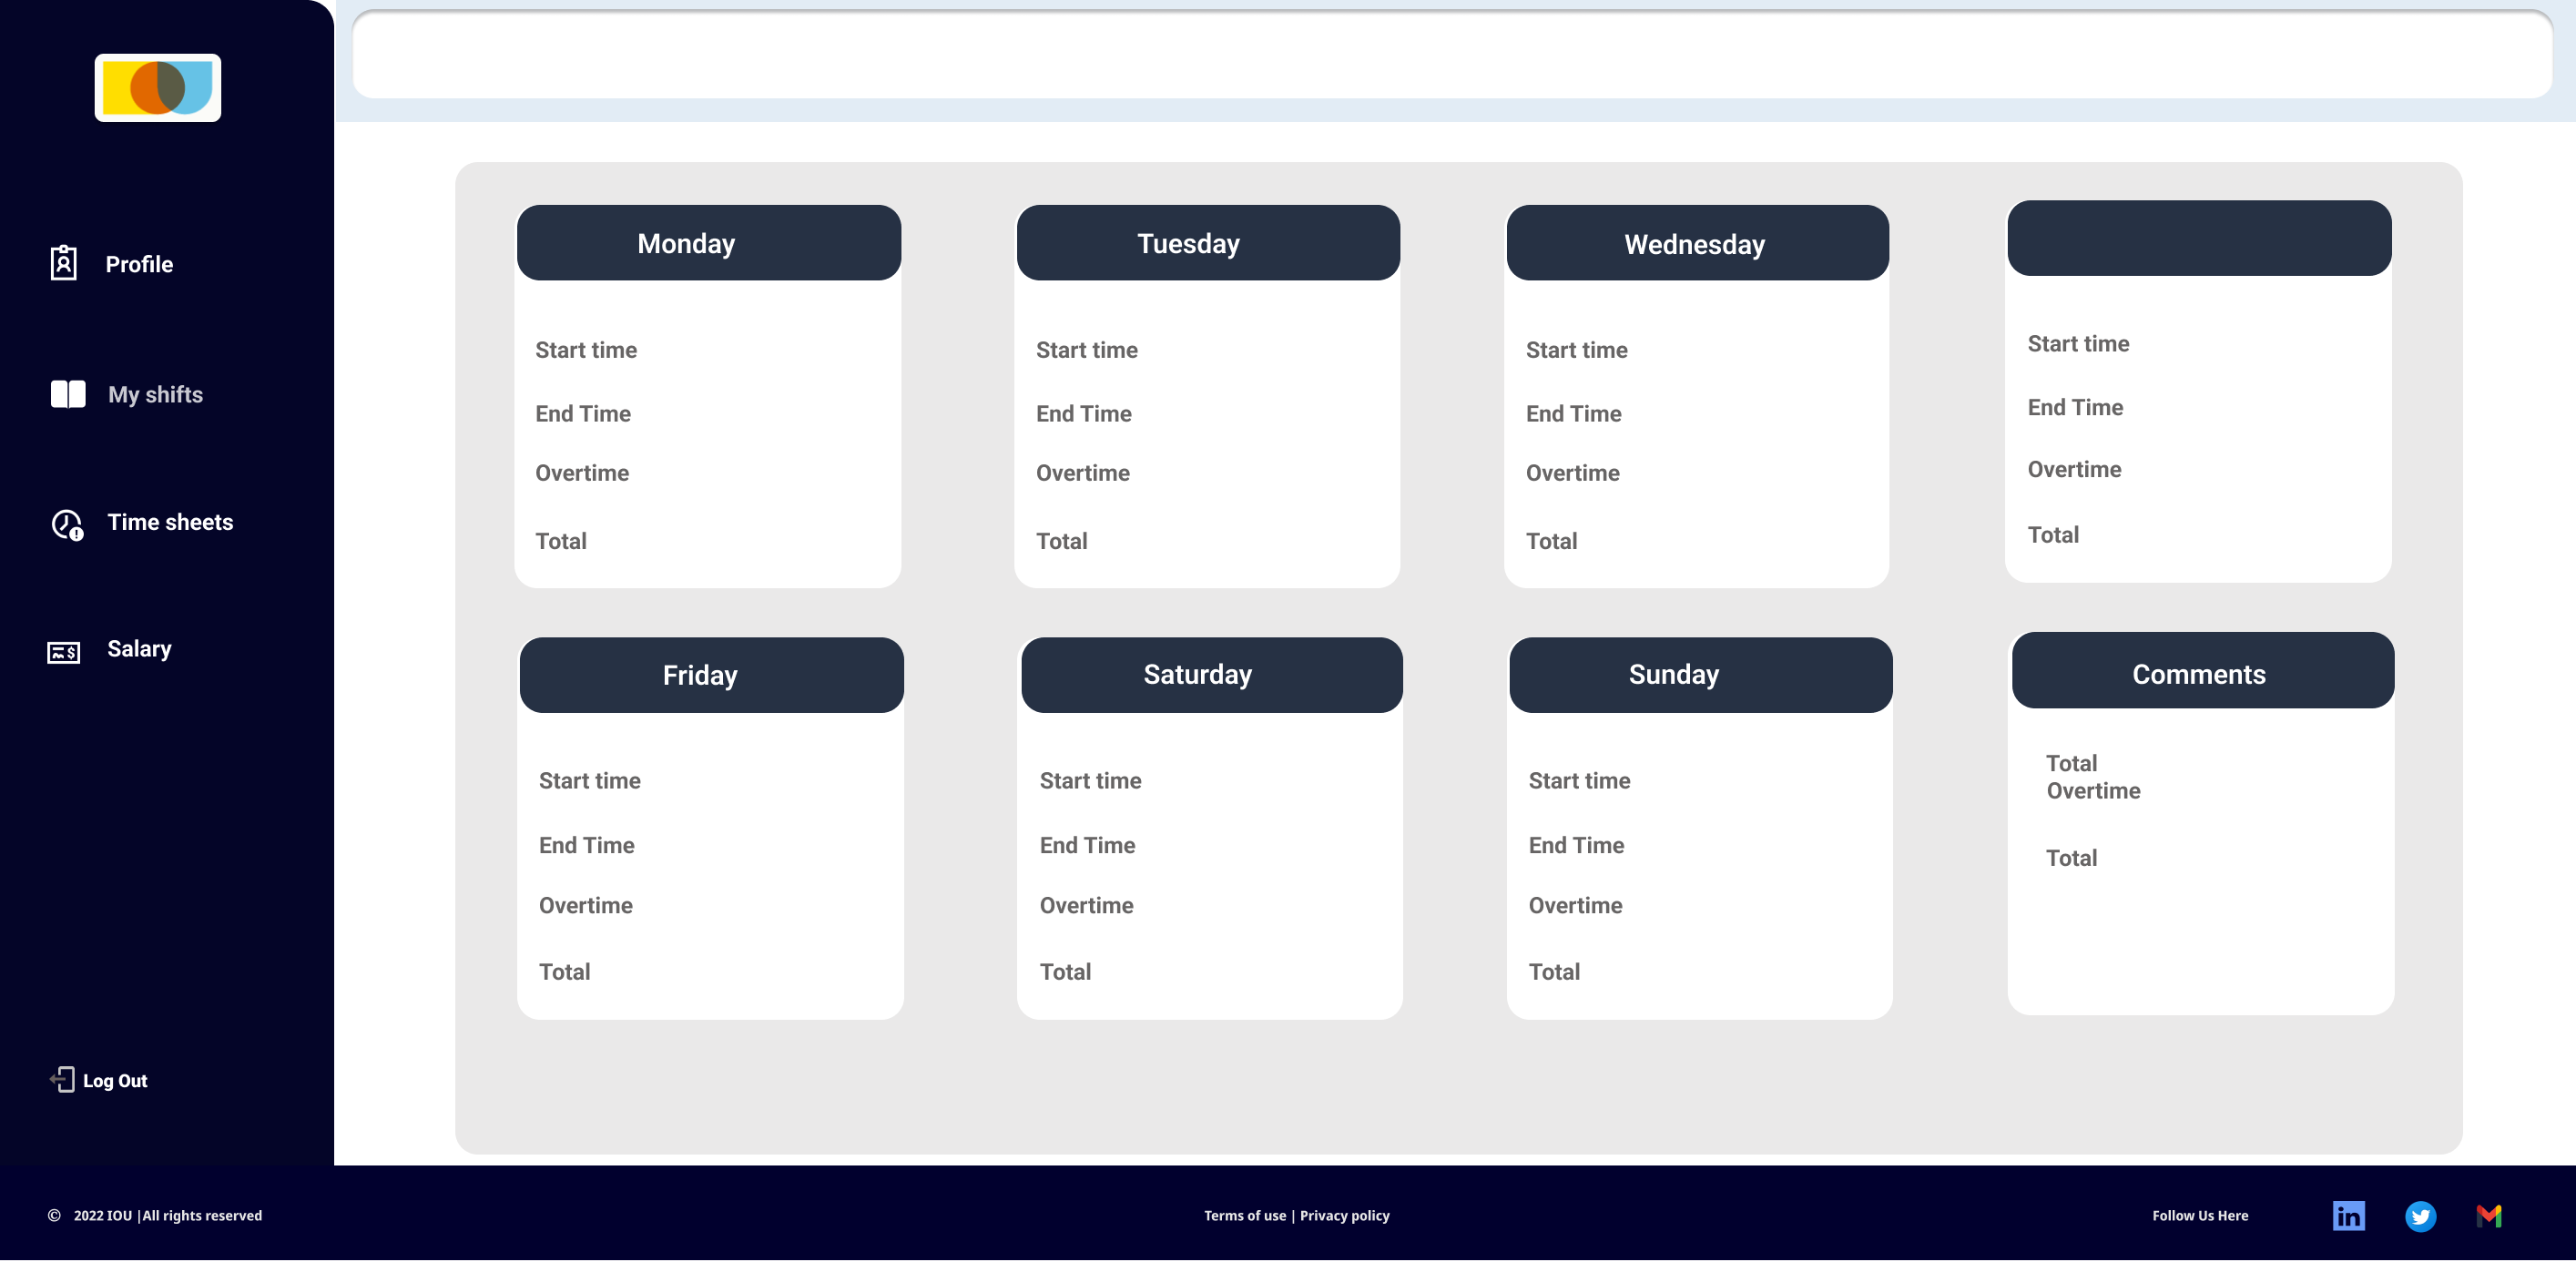 Profile
My shifts
Time sheets
Salary
Log Out
Monday
Start time
End Time
Overtime
Total
Tuesday
Start time
End Time
Overtime
Total
Wednesday
Start time
End Time
Overtime
Total
Start time
End Time
Overtime
Total
Friday
Start time
End Time
Overtime
Total
Saturday
Start time
End Time
Overtime
Total
Sunday
Start time
End Time
Overtime
Total
Comments
Total
Overtime
Total
© 2022 IOU |All rights reserved
Terms of use | Privacy policy
Follow Us Here
in